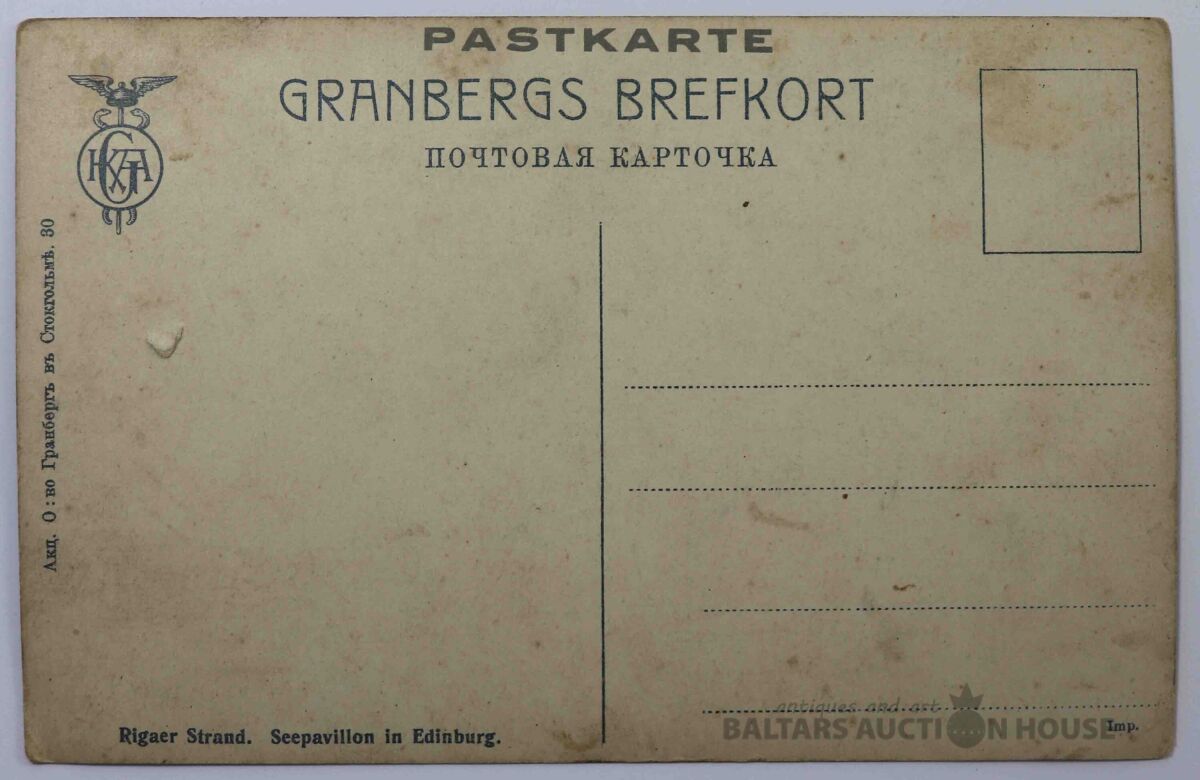 PASTKARTE
GRANBERGS BREFKORT
ПОЧТОВАЯ КАРТОЧКА
Акц. О:во Гранбергъ въ Стокгольмѣ. 30
Rigaer Strand. Seepavillon in Edinburg.
antiques and art
BALTARS AUCTION HOUSE
Imp.